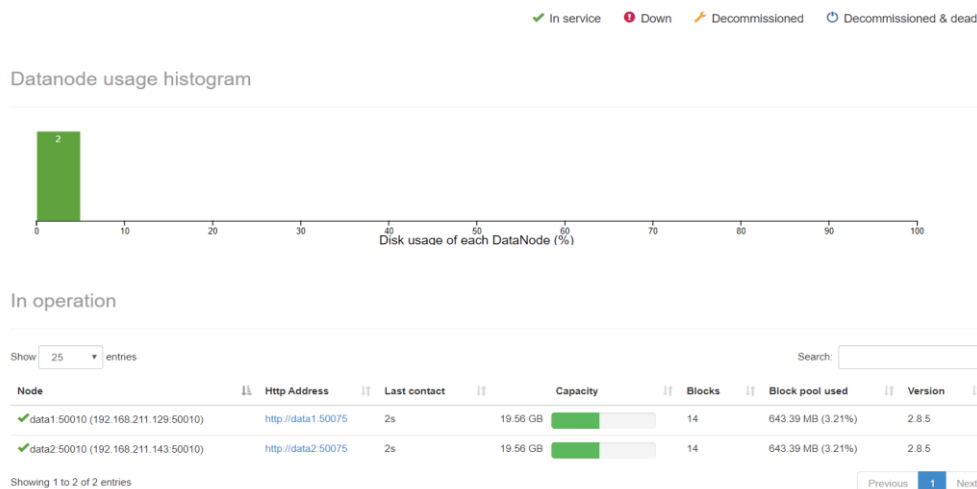 In service Down Decommissioned Decommissioned & dead
Datanode usage histogram
2
0 10 20 30 40 50 60 70 80 90 100
Disk usage of each DataNode (%)
In operation
Show 25 entries Search:
Node Http Address Last contact Capacity Blocks Block pool used Version
data1:50010 (192.168.211.129:50010) http://data1:50075 2s 19.56 GB 14 643.39 MB (3.21%) 2.8.5
data2:50010 (192.168.211.143:50010) http://data2:50075 2s 19.56 GB 14 643.39 MB (3.21%) 2.8.5
Showing 1 to 2 of 2 entries Previous 1 Next